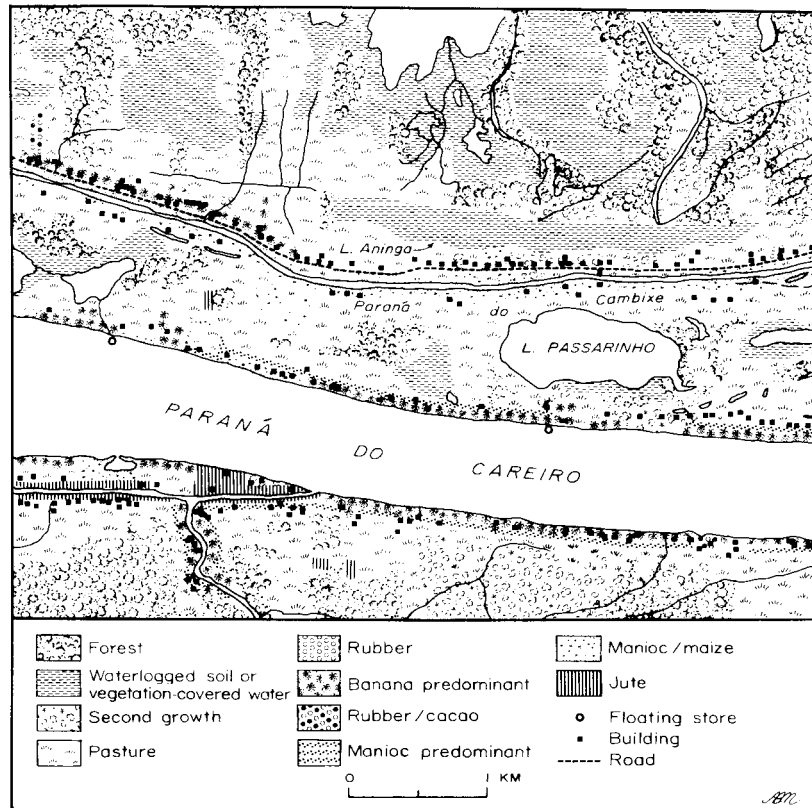 L. Aninga
Paraná do Cambixe
L. PASSARINHO
PARANÁ DO CAREIRO
Forest
Waterlogged soil or
vegetation-covered water
Second growth
Pasture
Rubber
Banana predominant
Rubber/cacao
Manioc predominant
Manioc/maize
Jute
Floating store
Building
Road
0 1 KM